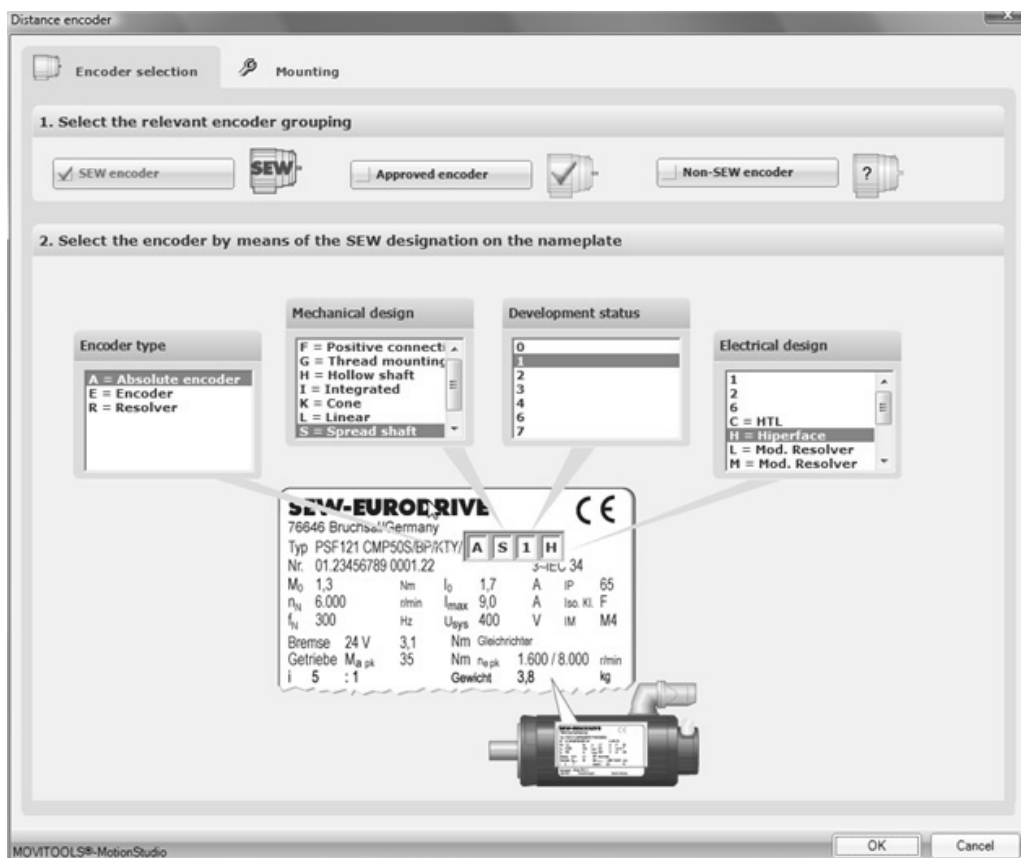 Distance encoder
Encoder selection
Mounting
1. Select the relevant encoder grouping
SEW encoder
SEW
Approved encoder
Non-SEW encoder
?
2. Select the encoder by means of the SEW designation on the nameplate
Encoder type
A = Absolute encoder
E = Encoder
R = Resolver
Mechanical design
F = Positive connecti
G = Thread mounting
H = Hollow shaft
I = Integrated
K = Cone
L = Linear
S = Spread shaft
Development status
0
1
2
3
4
6
7
Electrical design
1
2
6
C = HTL
H = Hiperface
L = Mod. Resolver
M = Mod. Resolver
SEW-EURODRIVE CE
76646 Bruchsal/Germany
Typ PSF121 CMP50S/BP/KTY/ A S 1 H
Nr. 01.23456789 0001.22 3~IEC 34
M0 1,3 Nm I0 1,7 A IP 65
nN 6.000 r/min Imax 9,0 A Iso. Kl. F
fN 300 Hz Usys 400 V IM M4
Bremse 24 V 3,1 Nm Gleichrichter
Getriebe Ma pk 35 Nm ne pk 1.600 / 8.000 r/min
i 5 :1 Gewicht 3,8 kg
SEW-EURODRIVE
OK
Cancel
MOVITOOLS®-MotionStudio